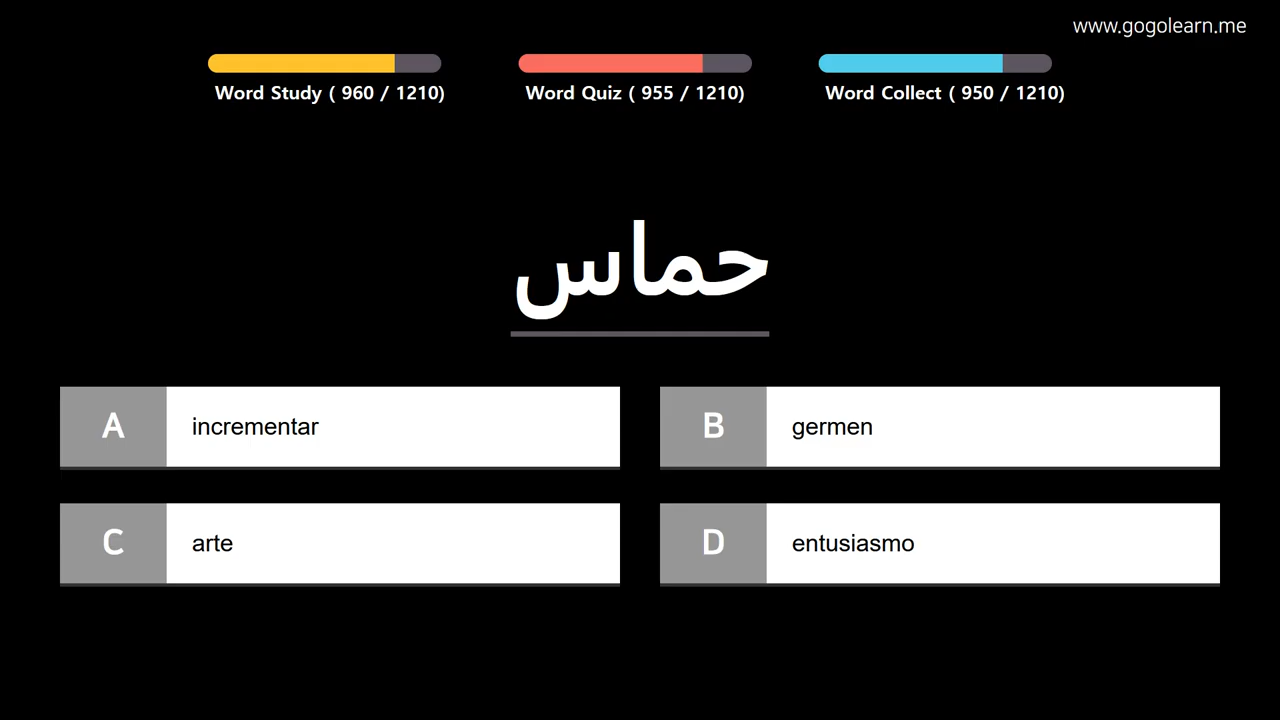 www.gogolearn.me
Word Study ( 960 / 1210)
Word Quiz ( 955 / 1210)
Word Collect ( 950 / 1210)
حماس
A incrementar
B germen
C arte
D entusiasmo